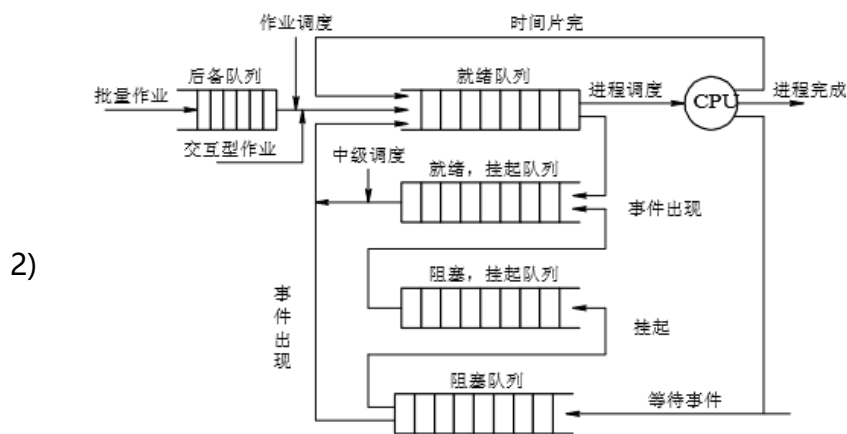 作业调度
时间片完
后备队列
就绪队列
批量作业
进程调度
CPU
进程完成
交互型作业
中级调度
就绪，挂起队列
事件出现
2)
阻塞，挂起队列
事件出现
挂起
阻塞队列
等待事件